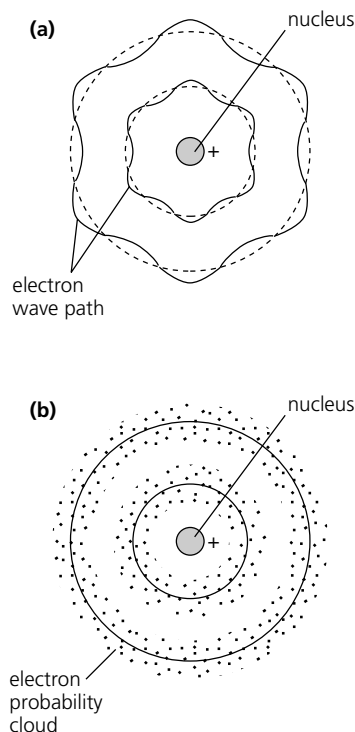 (a)
nucleus
+
electron
wave path
(b)
nucleus
+
electron
probability
cloud